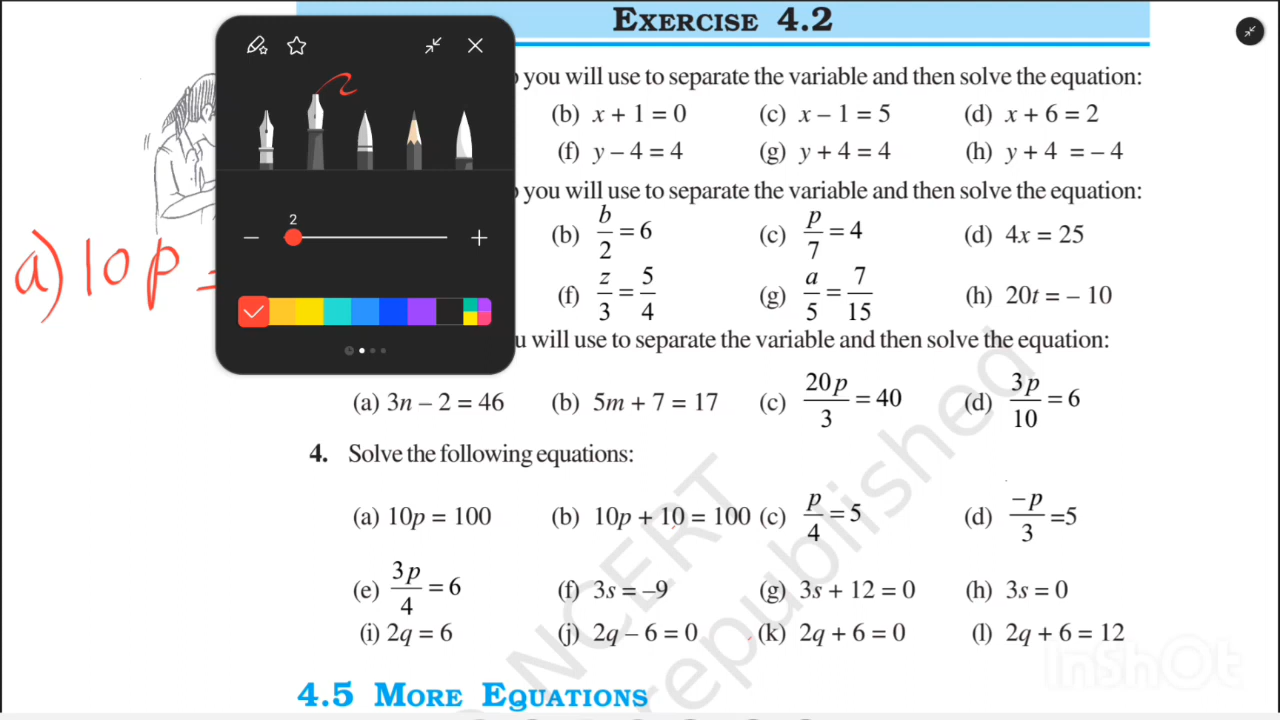 EXERCISE 4.2
you will use to separate the variable and then solve the equation:
(b) x + 1 = 0 (c) x – 1 = 5 (d) x + 6 = 2
(f) y – 4 = 4 (g) y + 4 = 4 (h) y + 4 = – 4
you will use to separate the variable and then solve the equation:
(b) b/2 = 6 (c) p/7 = 4 (d) 4x = 25
a) 10p =
2
(f) z/3 = 5/4 (g) a/5 = 7/15 (h) 20t = – 10
u will use to separate the variable and then solve the equation:
(a) 3n – 2 = 46 (b) 5m + 7 = 17 (c) 20p/3 = 40 (d) 3p/10 = 6
4. Solve the following equations:
(a) 10p = 100 (b) 10p + 10 = 100 (c) p/4 = 5 (d) –p/3 =5
(e) 3p/4 = 6 (f) 3s = –9 (g) 3s + 12 = 0 (h) 3s = 0
(i) 2q = 6 (j) 2q – 6 = 0 (k) 2q + 6 = 0 (l) 2q + 6 = 12
4.5 MORE EQUATIONS
NCERT
republished
republished
InShOt